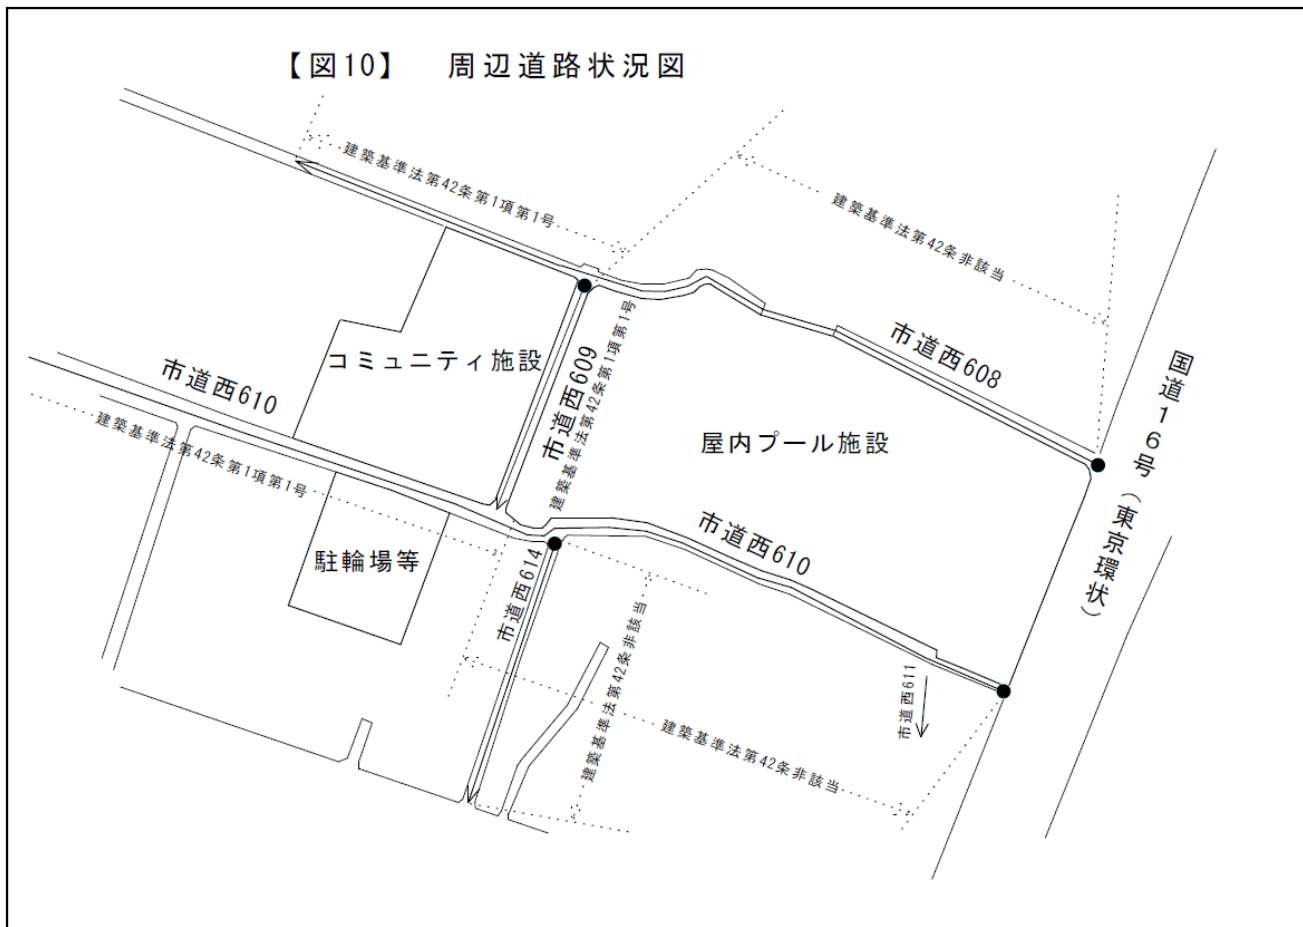 【図10】 周辺道路状況図
建築基準法第42条第1項第1号
建築基準法第42条非該当
市道西608
国道16号(東京環状)
コミュニティ施設
市道西609
建築基準法第42条第1項第1号
屋内プール施設
市道西610
建築基準法第42条第1項第1号
市道西610
駐輪場等
市道西614
建築基準法第42条非該当
市道西611
建築基準法第42条非該当